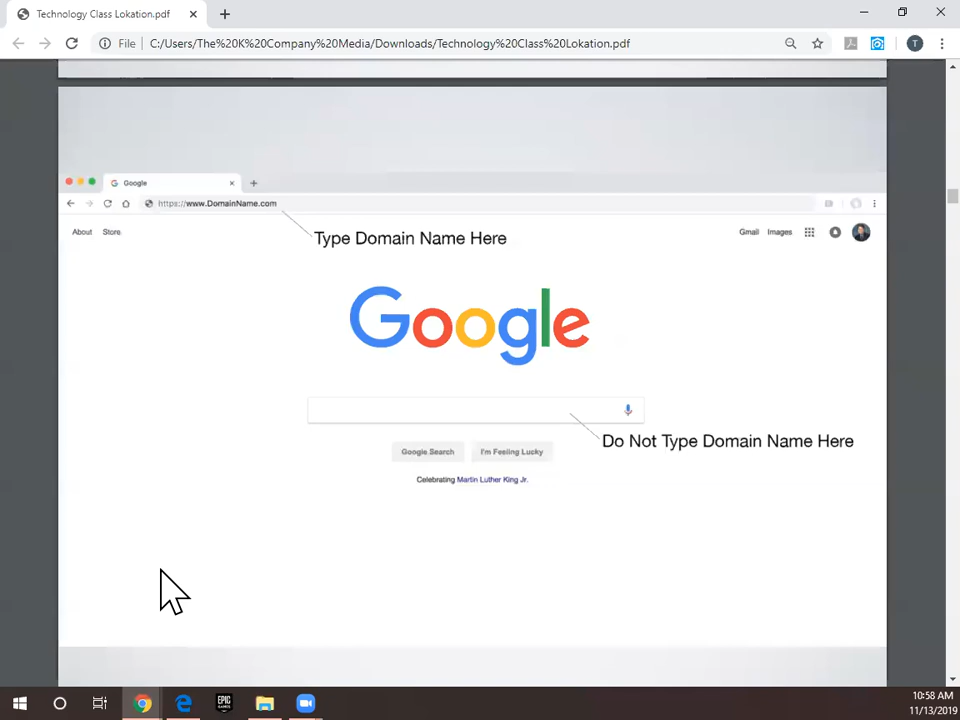 Technology Class Lokation.pdf
File
C:/Users/The%20K%20Company%20Media/Downloads/Technology%20Class%20Lokation.pdf
T
Google
https://www.DomainName.com
About Store
Type Domain Name Here
Gmail Images
Google
Do Not Type Domain Name Here
Google Search I'm Feeling Lucky
Celebrating Martin Luther King Jr.
EPIC GAMES
10:58 AM
11/13/2019